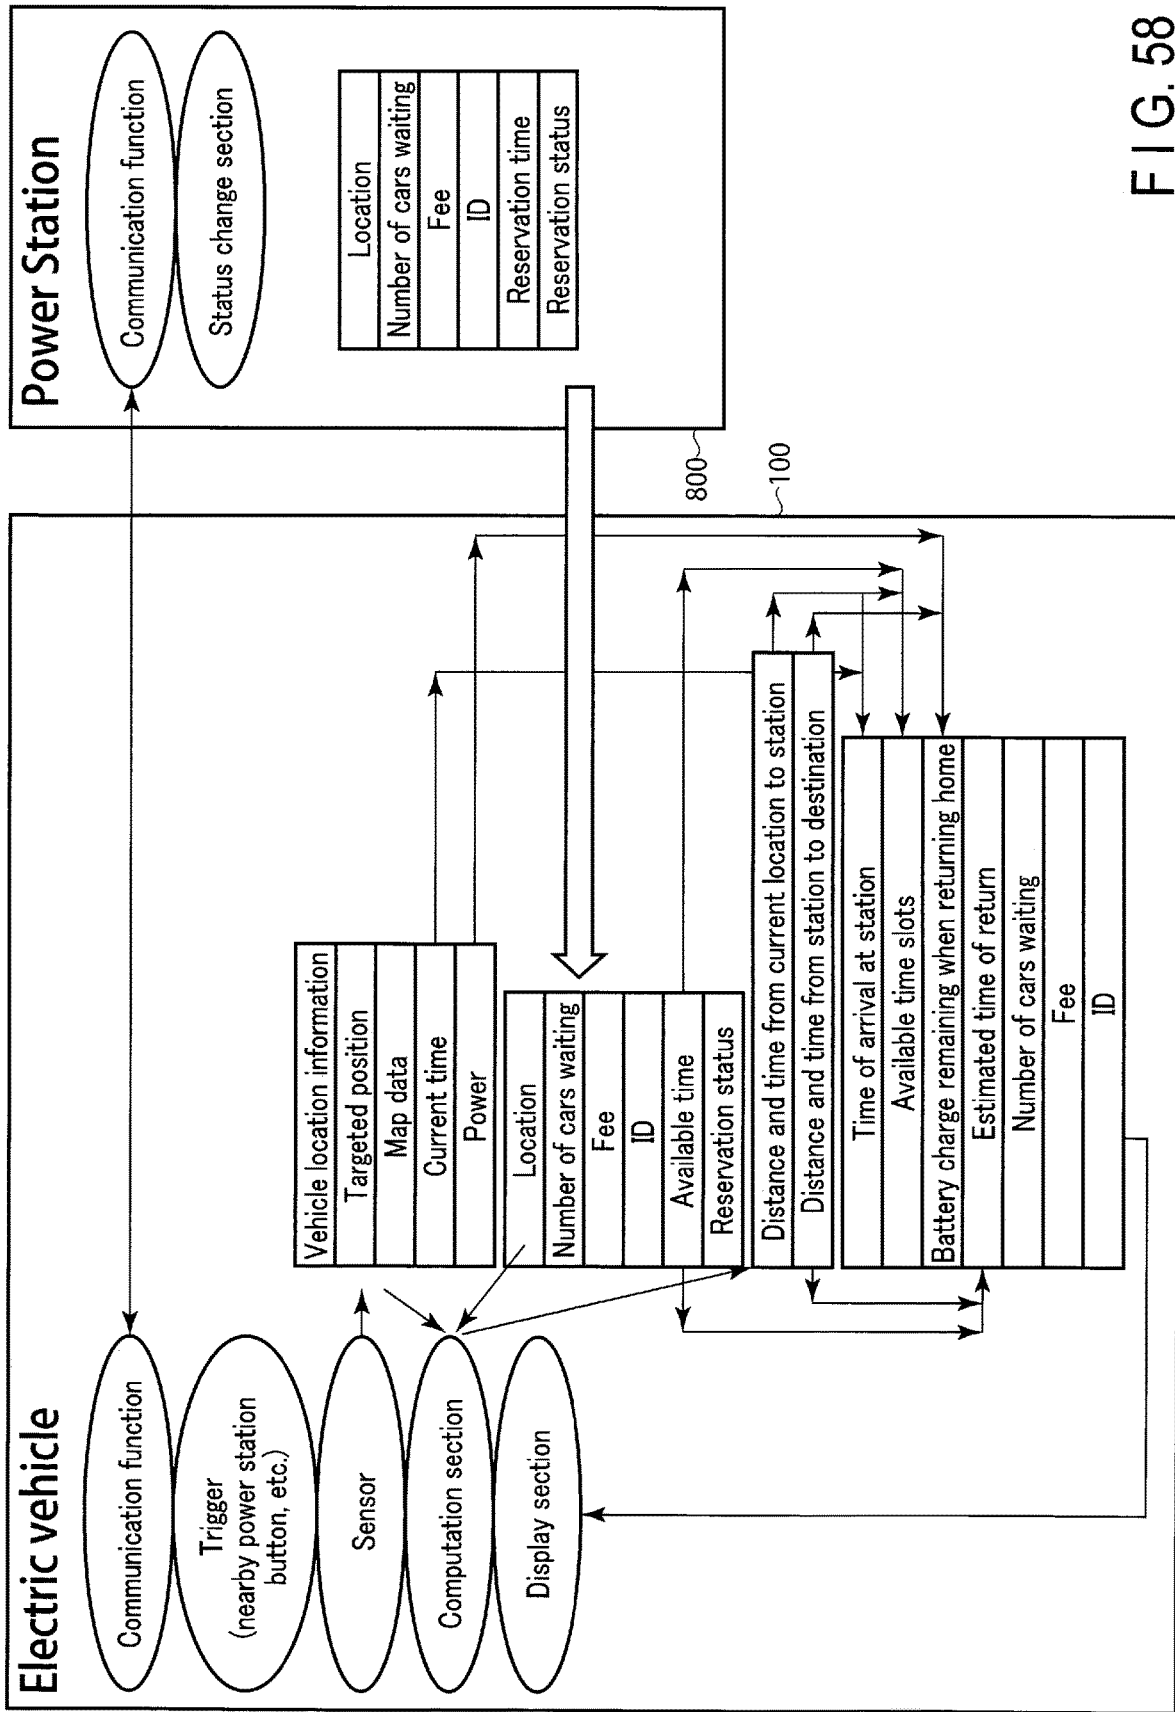 Electric vehicle
Communication function
Trigger
(nearby power station
button, etc.)
Sensor
Computation section
Display section
Vehicle location information
Targeted position
Map data
Current time
Power
Location
Number of cars waiting
Fee
ID
Available time
Reservation status
Distance and time from current location to station
Distance and time from station to destination
Time of arrival at station
Available time slots
Battery charge remaining when returning home
Estimated time of return
Number of cars waiting
Fee
ID
100
Power Station
Communication function
Status change section
Location
Number of cars waiting
Fee
ID
Reservation time
Reservation status
800
F I G. 58